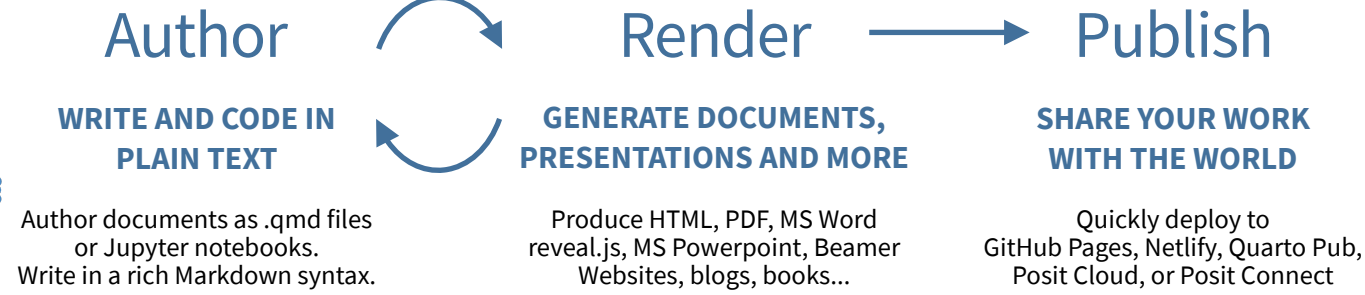 Author
WRITE AND CODE IN
PLAIN TEXT
Author documents as .qmd files
or Jupyter notebooks.
Write in a rich Markdown syntax.
Render
GENERATE DOCUMENTS,
PRESENTATIONS AND MORE
Produce HTML, PDF, MS Word
reveal.js, MS Powerpoint, Beamer
Websites, blogs, books...
Publish
SHARE YOUR WORK
WITH THE WORLD
Quickly deploy to
GitHub Pages, Netlify, Quarto Pub,
Posit Cloud, or Posit Connect